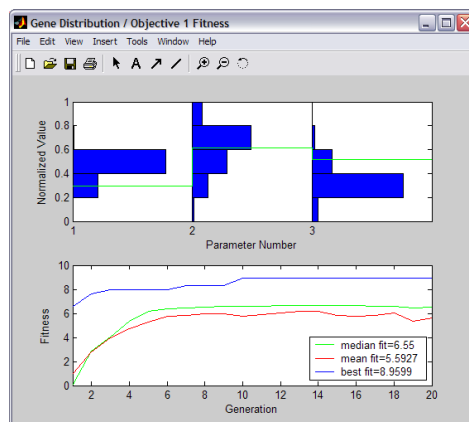 Gene Distribution / Objective 1 Fitness
File Edit View Insert Tools Window Help
A
Normalized Value
1
0.8
0.6
0.4
0.2
0
1 2 3
Parameter Number
Fitness
10
8
6
4
2
0
2 4 6 8 10 12 14 16 18 20
Generation
median fit=6.55
mean fit=5.5927
best fit=8.9599